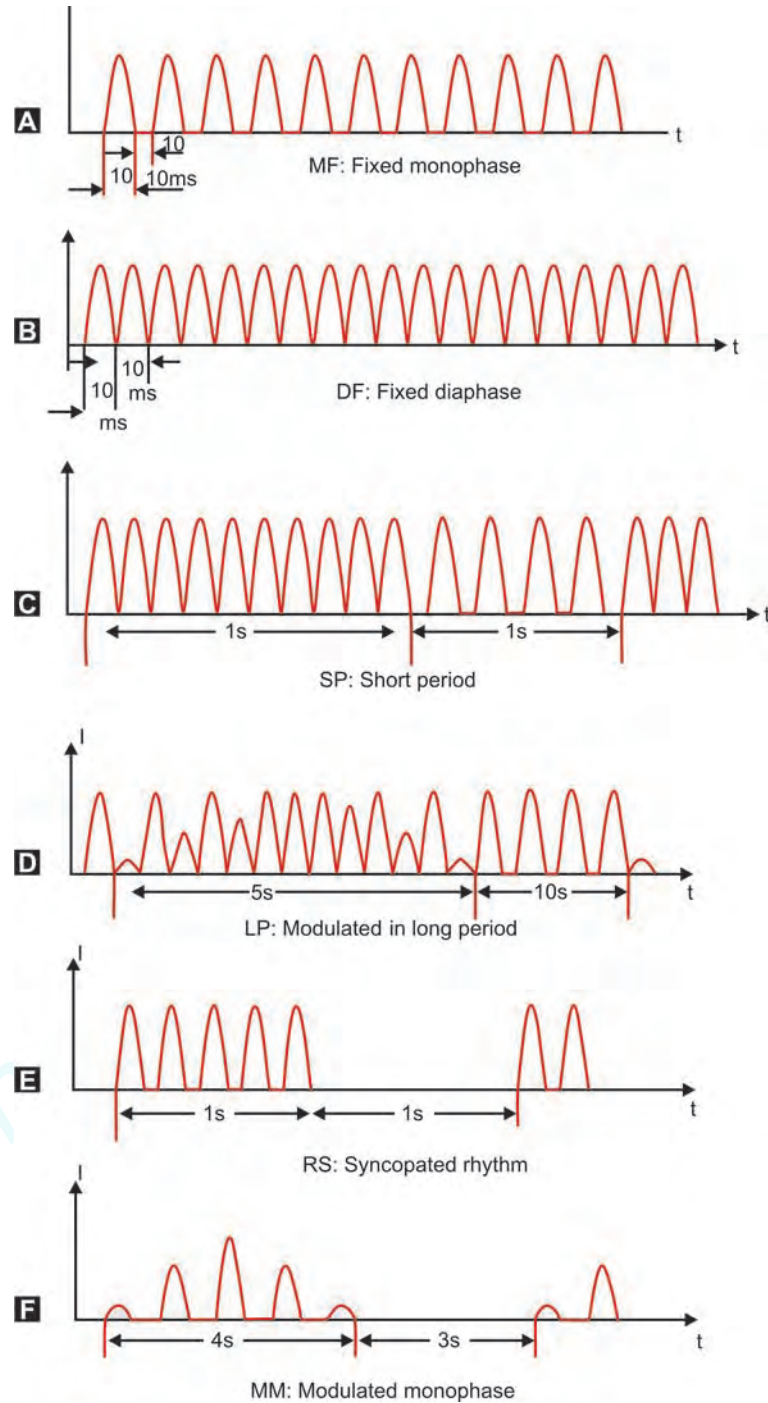 A
t
10
10
10ms
MF: Fixed monophase
B
t
10
10
ms
ms
DF: Fixed diaphase
C
t
1s
1s
SP: Short period
I
D
5s
10s
t
LP: Modulated in long period
I
E
1s
1s
t
RS: Syncopated rhythm
I
F
4s
3s
t
MM: Modulated monophase